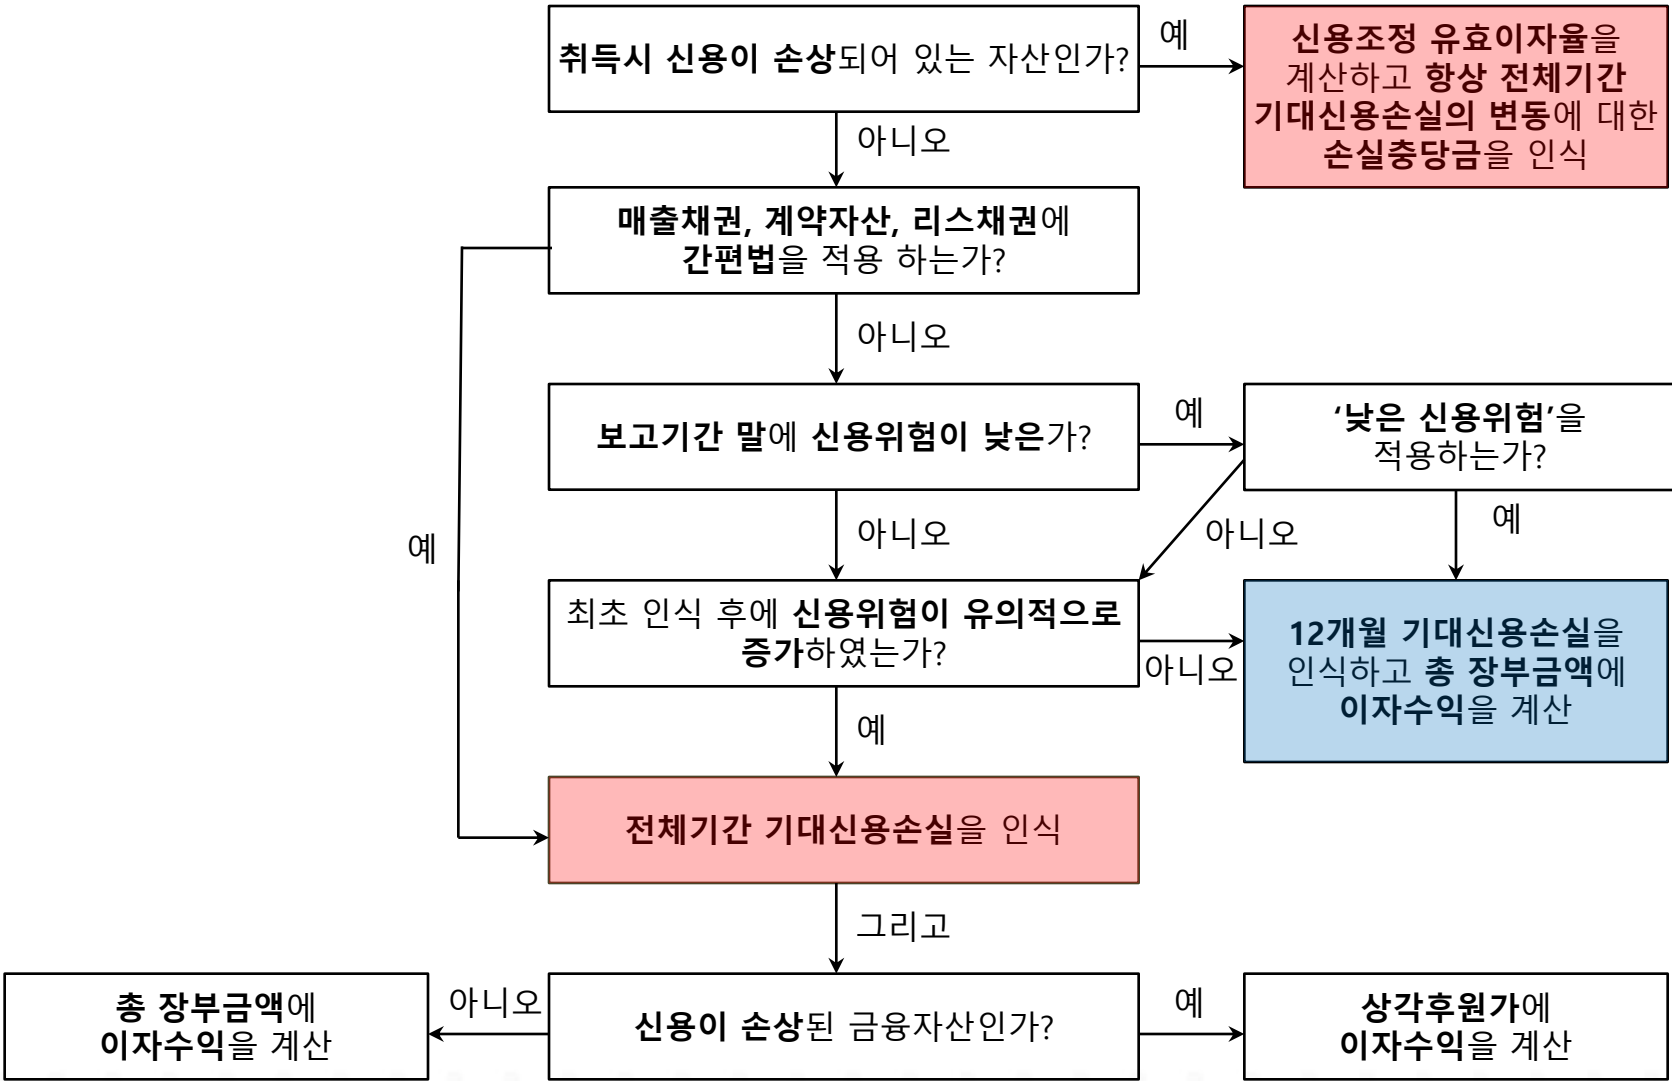 취득시 신용이 손상되어 있는 자산인가?
예
신용조정 유효이자율을
계산하고 항상 전체기간
기대신용손실의 변동에 대한
손실충당금을 인식
아니오
매출채권, 계약자산, 리스채권에
간편법을 적용 하는가?
아니오
보고기간 말에 신용위험이 낮은가?
예
‘낮은 신용위험’을
적용하는가?
예
아니오
아니오
예
최초 인식 후에 신용위험이 유의적으로
증가하였는가?
아니오
12개월 기대신용손실을
인식하고 총 장부금액에
이자수익을 계산
예
전체기간 기대신용손실을 인식
그리고
총 장부금액에
이자수익을 계산
아니오
신용이 손상된 금융자산인가?
예
상각후원가에
이자수익을 계산